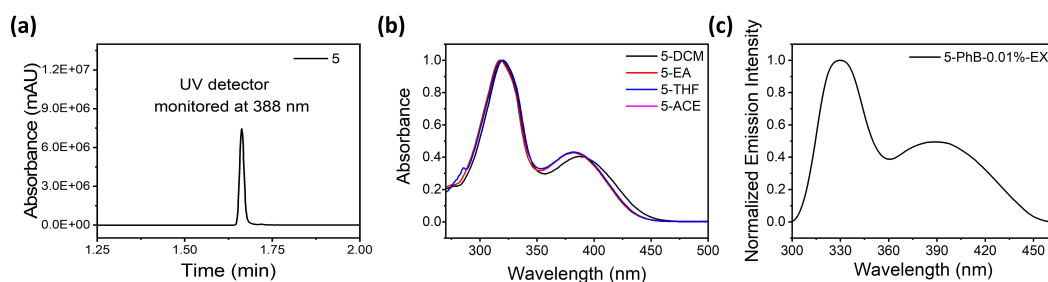 (a)
Absorbance (mAU)
1.2E+07
9.0E+06
6.0E+06
3.0E+06
0.0E+00
5
UV detector
monitored at 388 nm
1.25
1.50
1.75
2.00
Time (min)
(b)
Absorbance
1.0
0.8
0.6
0.4
0.2
0.0
5-DCM
5-EA
5-THF
5-ACE
300
350
400
450
500
Wavelength (nm)
(c)
Normalized Emission Intensity
1.0
0.8
0.6
0.4
0.2
0.0
5-PhB-0.01%-EX
300
330
360
390
420
450
Wavelength (nm)